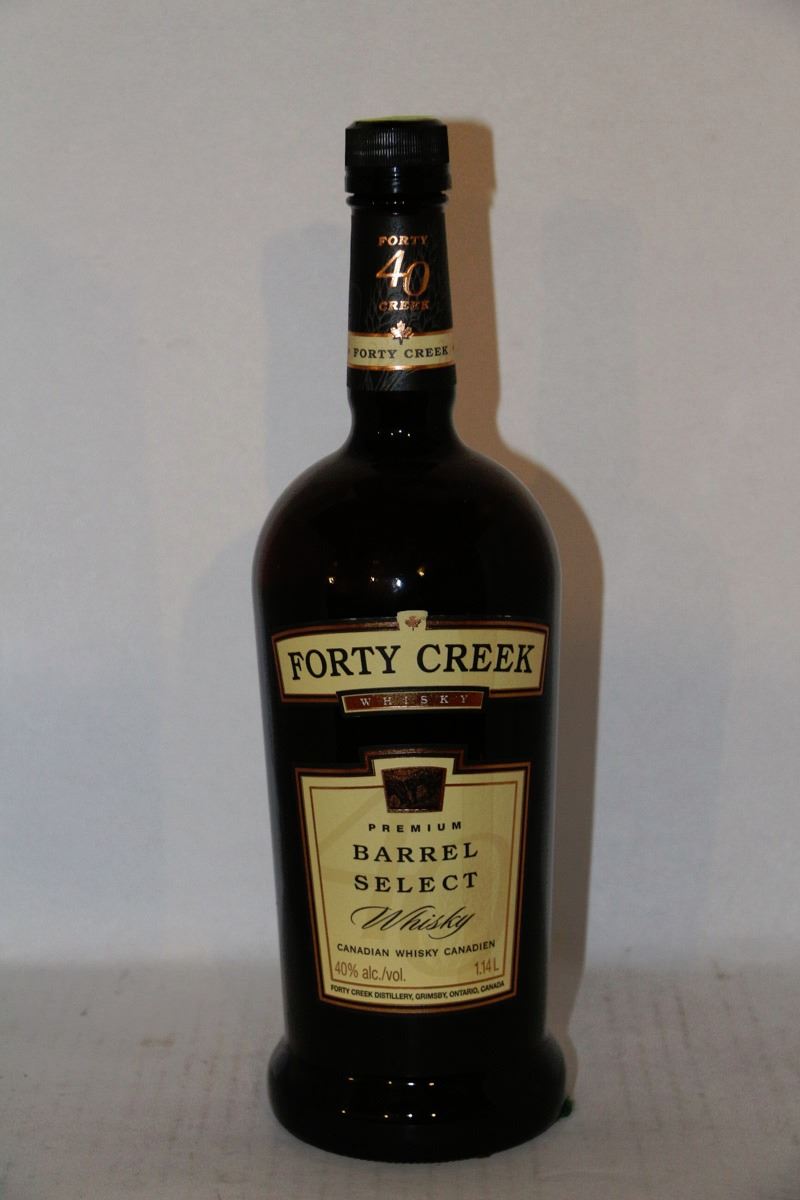 FORTY
40
CREEK
FORTY CREEK
FORTY CREEK
WHISKY
PREMIUM
BARREL
SELECT
Whisky
CANADIAN WHISKY CANADIEN
40% alc./vol. 1.14 L
FORTY CREEK DISTILLERY, GRIMSBY, ONTARIO, CANADA